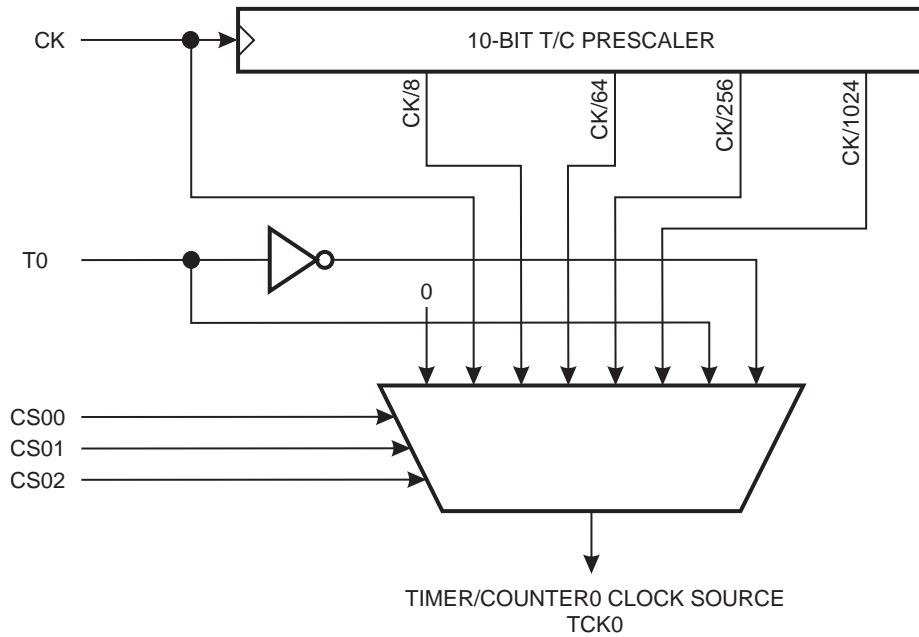 CK
10-BIT T/C PRESCALER
CK/8
CK/64
CK/256
CK/1024
T0
0
CS00
CS01
CS02
TIMER/COUNTER0 CLOCK SOURCE
TCK0